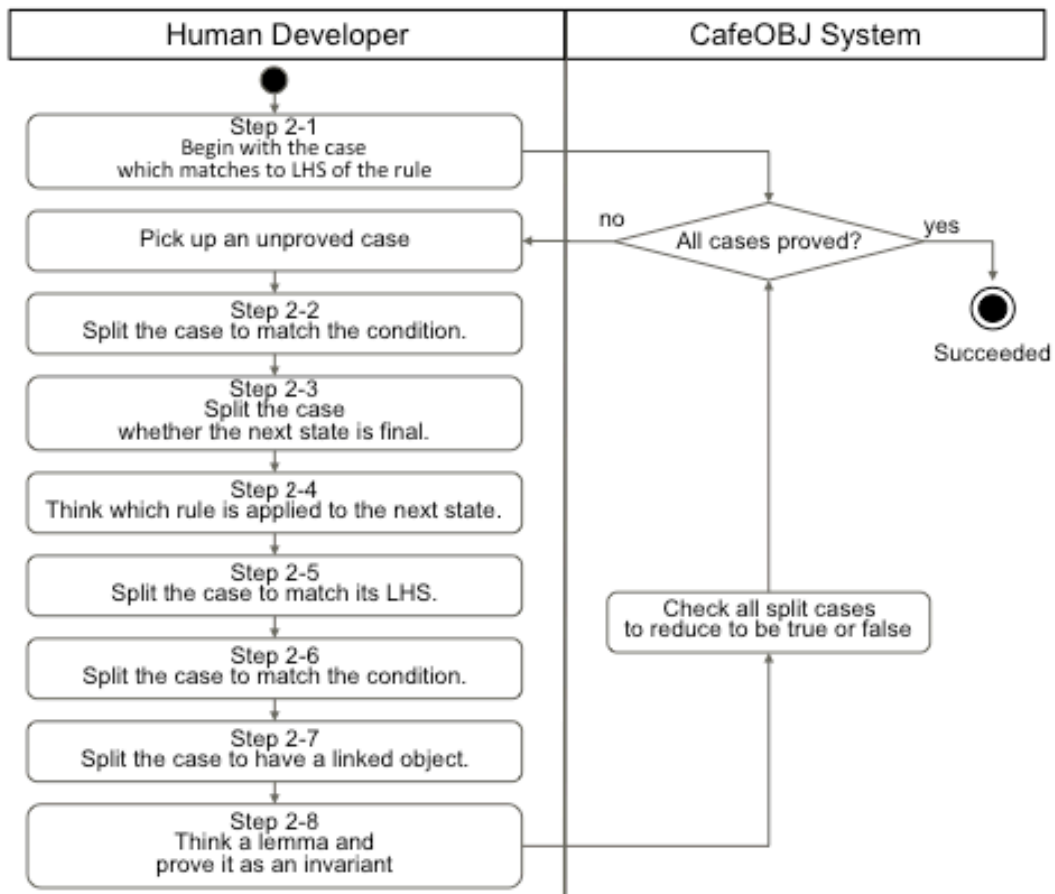 Human Developer
CafeOBJ System
Step 2-1
Begin with the case
which matches to LHS of the rule
no
yes
Pick up an unproved case
All cases proved?
Step 2-2
Split the case to match the condition.
Succeeded
Step 2-3
Split the case
whether the next state is final.
Step 2-4
Think which rule is applied to the next state.
Step 2-5
Split the case to match its LHS.
Check all split cases
to reduce to be true or false
Step 2-6
Split the case to match the condition.
Step 2-7
Split the case to have a linked object.
Step 2-8
Think a lemma and
prove it as an invariant